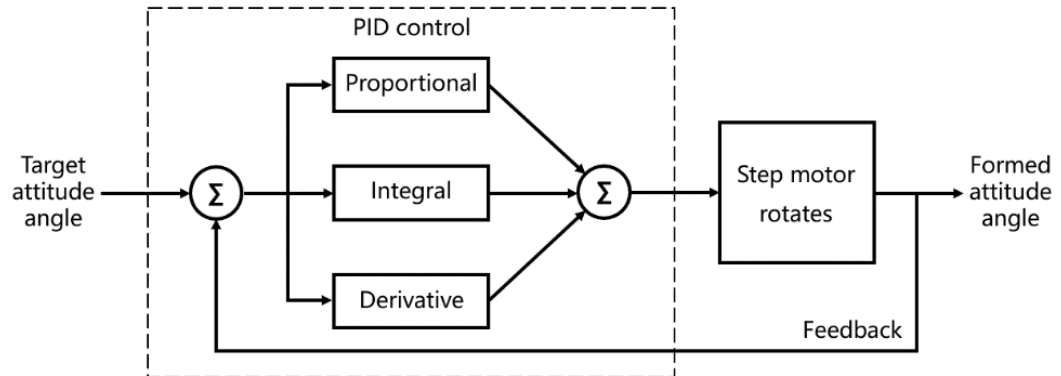 PID control
Proportional
Target
attitude
angle
Σ
Integral
Σ
Step motor
rotates
Formed
attitude
angle
Derivative
Feedback